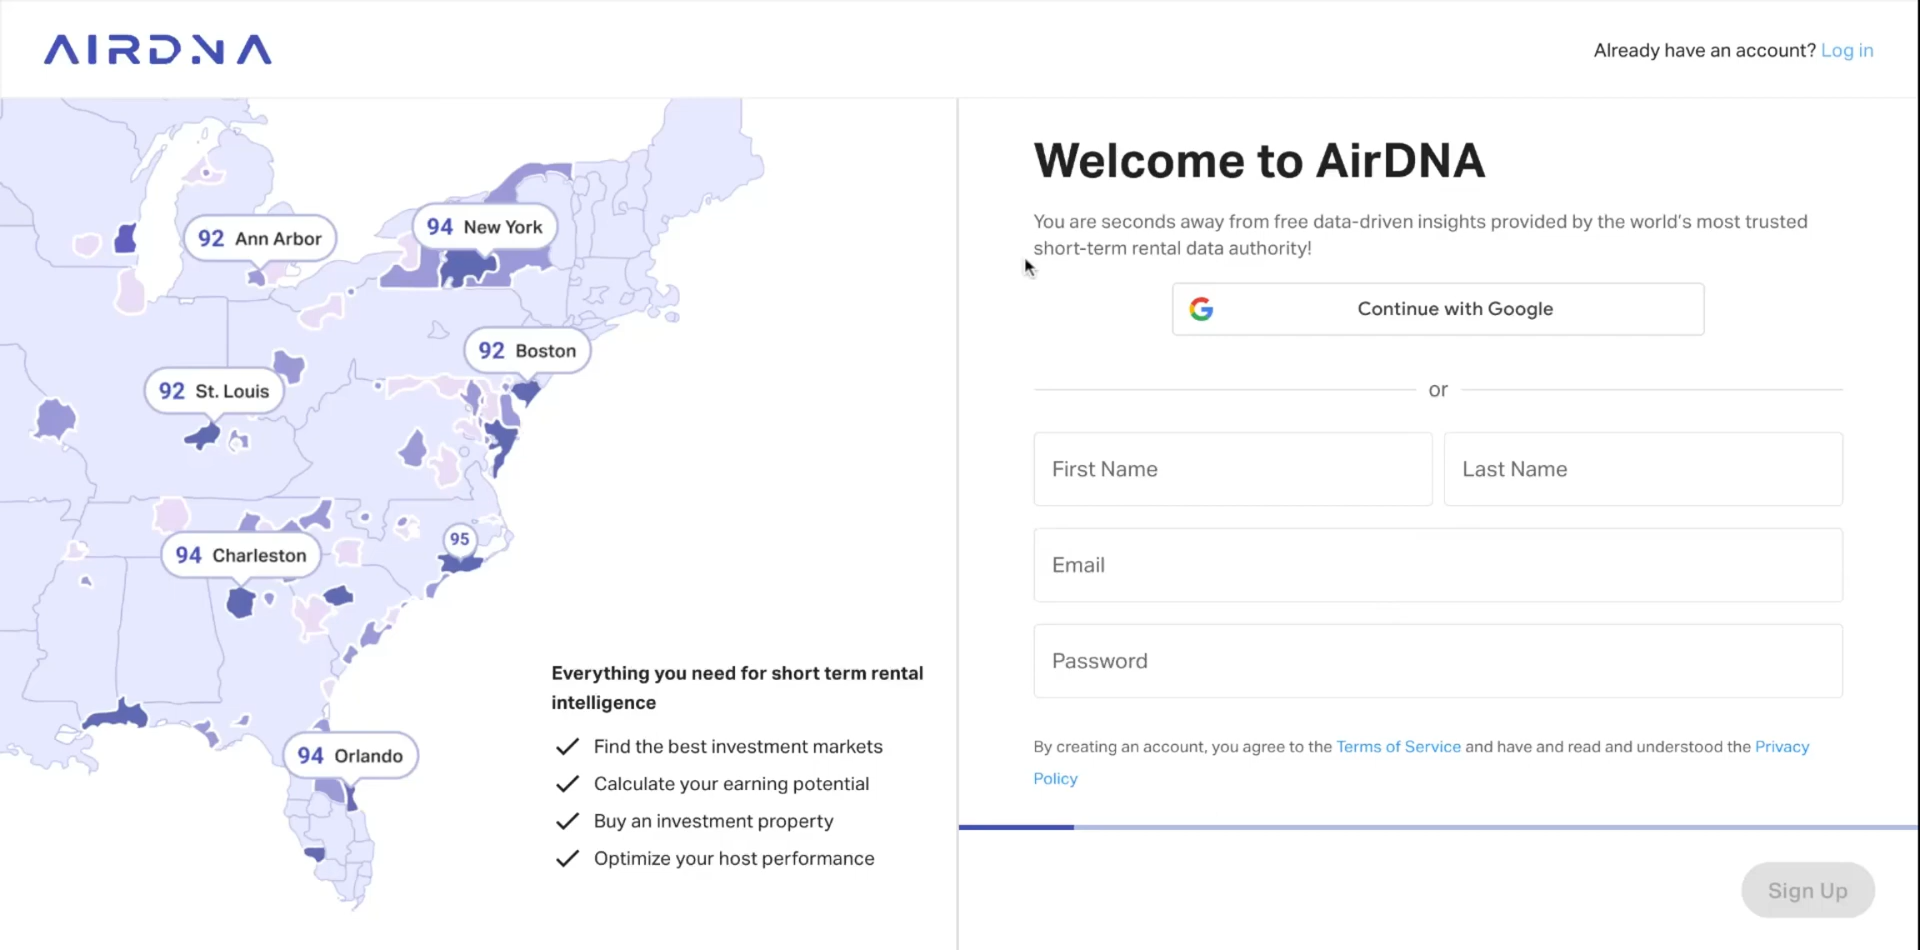 AIRDNA
Already have an account? Log in
92 Ann Arbor
94 New York
92 Boston
92 St. Louis
94 Charleston
95
94 Orlando
Everything you need for short term rental
intelligence
Find the best investment markets
Calculate your earning potential
Buy an investment property
Optimize your host performance
Welcome to AirDNA
You are seconds away from free data-driven insights provided by the world's most trusted
short-term rental data authority!
Continue with Google
or
First Name
Last Name
Email
Password
By creating an account, you agree to the Terms of Service and have and read and understood the Privacy
Policy
Sign Up